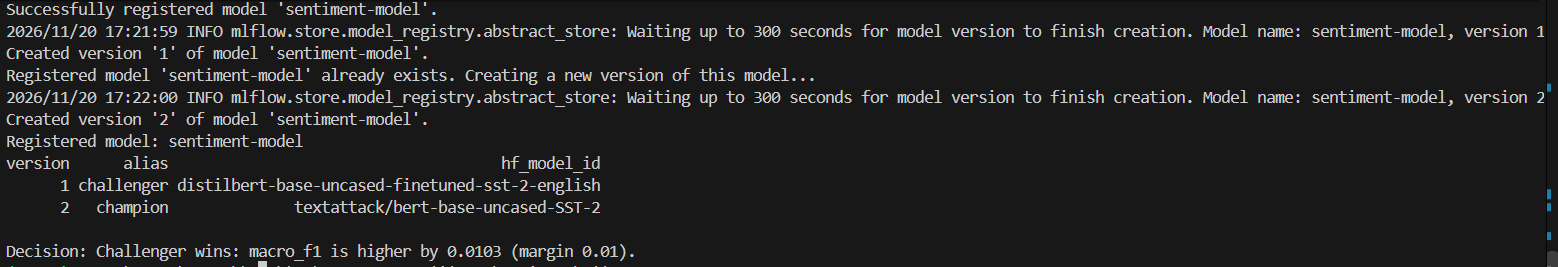 Successfully registered model 'sentiment-model'.
2026/11/20 17:21:59 INFO mlflow.store.model_registry.abstract_store: Waiting up to 300 seconds for model version to finish creation. Model name: sentiment-model, version 1
Created version '1' of model 'sentiment-model'.
Registered model 'sentiment-model' already exists. Creating a new version of this model...
2026/11/20 17:22:00 INFO mlflow.store.model_registry.abstract_store: Waiting up to 300 seconds for model version to finish creation. Model name: sentiment-model, version 2
Created version '2' of model 'sentiment-model'.
Registered model: sentiment-model
version alias hf_model_id
1 challenger distilbert-base-uncased-finetuned-sst-2-english
2 champion textattack/bert-base-uncased-SST-2
Decision: Challenger wins: macro_f1 is higher by 0.0103 (margin 0.01).